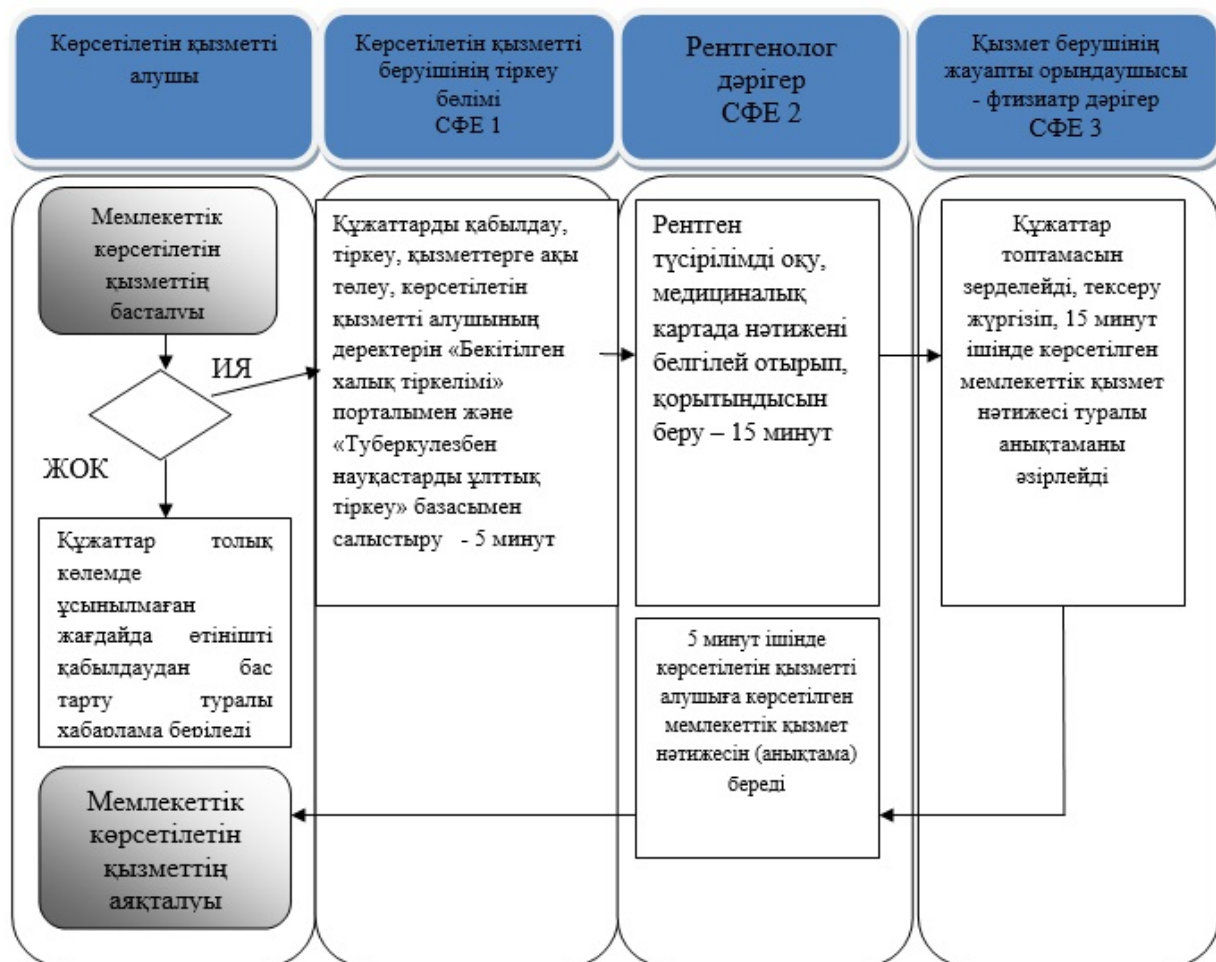 Көрсетілетін қызметті
алушы
Көрсетілетін қызметті
беруішінің тіркеу
бөлімі
СФЕ 1
Рентгенолог
дәрігер
СФЕ 2
Қызмет берушінің
жауапты орындаушысы
- фтизиатр дәрігер
СФЕ 3
Мемлекеттік
көрсетілетін
қызметтің
басталуы
ИЯ
ЖОК
Құжаттар толық
көлемде
ұсынылмаған
жағдайда өтінішті
қабылдаудан бас
тарту туралы
хабарлама беріледі
Құжаттарды қабылдау,
тіркеу, қызметтерге ақы
төлеу, көрсетілетін
қызметті алушының
деректерін «Бекітілген
халық тіркелімі»
порталымен және
«Туберкулезбен
науқастарды ұлттық
тіркеу» базасымен
салыстыру - 5 минут
Рентген
түсірілімді оқу,
медициналық
картада нәтижені
белгілей отырып,
қорытындысын
беру – 15 минут
Құжаттар
топтамасын
зерделейді, тексеру
жүргізіп, 15 минут
ішінде көрсетілген
мемлекеттік қызмет
нәтижесі туралы
анықтаманы
әзірлейді
5 минут ішінде
көрсетілетін қызметті
алушыға көрсетілген
мемлекеттік қызмет
нәтижесін (анықтама)
береді
Мемлекеттік
көрсетілетін
қызметтің
аяқталуы